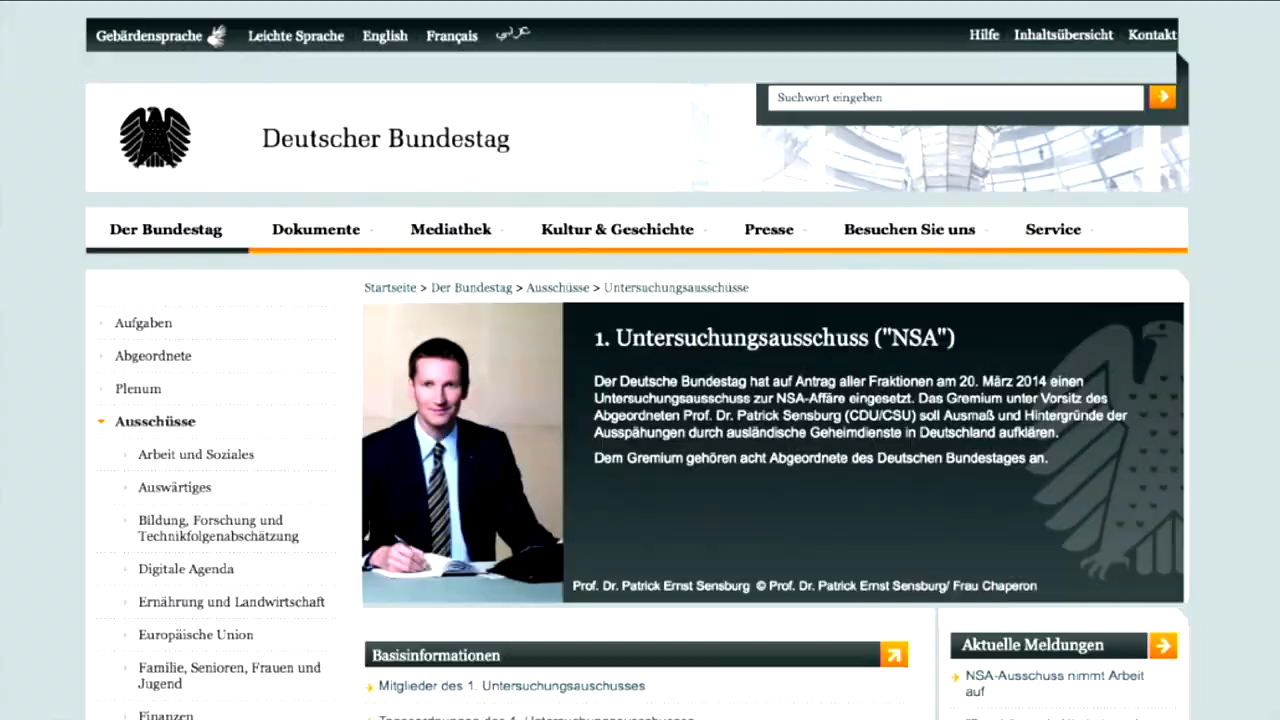 Gebärdensprache Leichte Sprache English Français عربي
Hilfe Inhaltsübersicht Kontakt
Suchwort eingeben
Deutscher Bundestag
Der Bundestag Dokumente Mediathek Kultur & Geschichte Presse Besuchen Sie uns Service
Startseite > Der Bundestag > Ausschüsse > Untersuchungsausschüsse
Aufgaben
Abgeordnete
Plenum
Ausschüsse
Arbeit und Soziales
Auswärtiges
Bildung, Forschung und
Technikfolgenabschätzung
Digitale Agenda
Ernährung und Landwirtschaft
Europäische Union
Familie, Senioren, Frauen und
Jugend
Finanzen
1. Untersuchungsausschuss ("NSA")
Der Deutsche Bundestag hat auf Antrag aller Fraktionen am 20. März 2014 einen
Untersuchungsausschuss zur NSA-Affäre eingesetzt. Das Gremium unter Vorsitz des
Abgeordneten Prof. Dr. Patrick Sensburg (CDU/CSU) soll Ausmaß und Hintergründe der
Ausspähungen durch ausländische Geheimdienste in Deutschland aufklären.
Dem Gremium gehören acht Abgeordnete des Deutschen Bundestages an.
Prof. Dr. Patrick Ernst Sensburg © Prof. Dr. Patrick Ernst Sensburg/ Frau Chaperon
Basisinformationen
Mitglieder des 1. Untersuchungsauschusses
Aktuelle Meldungen
NSA-Ausschuss nimmt Arbeit
auf